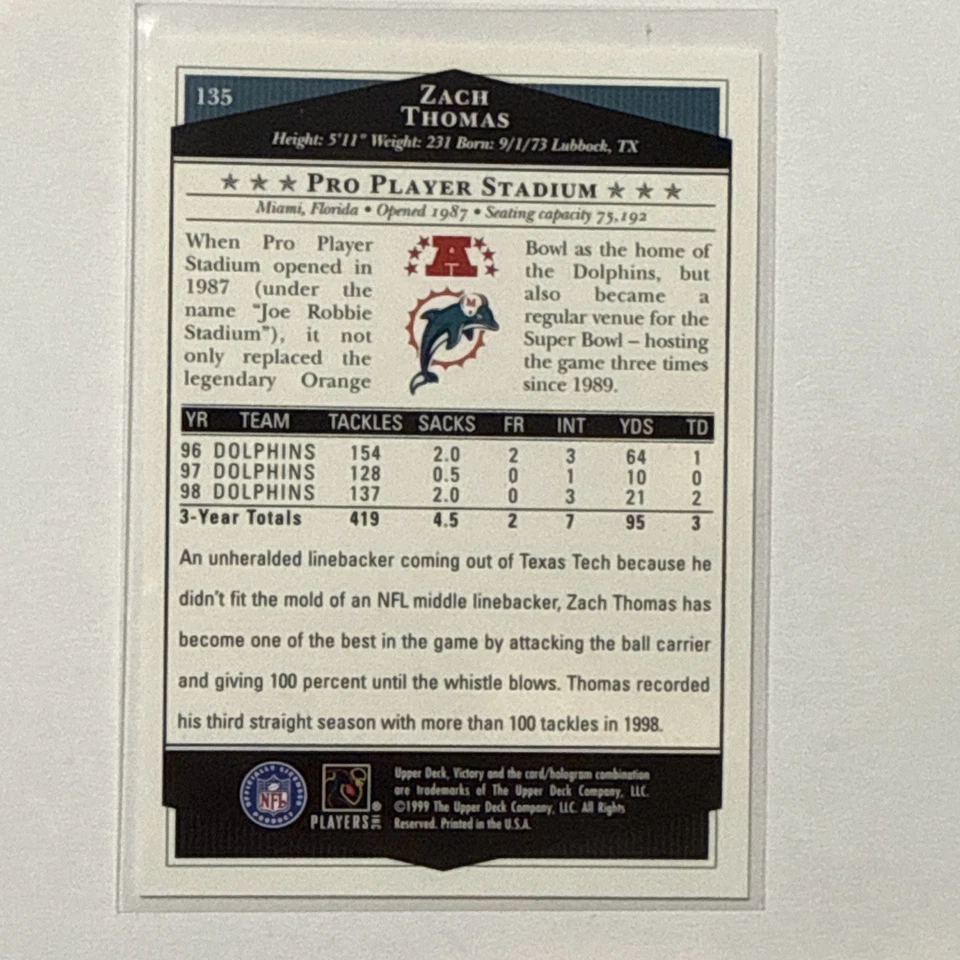 135
ZACH
THOMAS
Height: 5'11" Weight: 231 Born: 9/1/73 Lubbock, TX
★ ★ ★ PRO PLAYER STADIUM ★ ★ ★
Miami, Florida • Opened 1987 • Seating capacity 75,192
When Pro Player
Stadium opened in
1987 (under the
name "Joe Robbie
Stadium"), it not
only replaced the
legendary Orange
A
M
Bowl as the home of
the Dolphins, but
also became a
regular venue for the
Super Bowl – hosting
the game three times
since 1989.
YR TEAM TACKLES SACKS FR INT YDS TD
96 DOLPHINS 154 2.0 2 3 64 1
97 DOLPHINS 128 0.5 0 1 10 0
98 DOLPHINS 137 2.0 0 3 21 2
3-Year Totals 419 4.5 2 7 95 3
An unheralded linebacker coming out of Texas Tech because he
didn't fit the mold of an NFL middle linebacker, Zach Thomas has
become one of the best in the game by attacking the ball carrier
and giving 100 percent until the whistle blows. Thomas recorded
his third straight season with more than 100 tackles in 1998.
OFFICIALLY LICENSED
NFL
PRODUCT
PLAYERS INC
®
Upper Deck, Victory and the card/hologram combination
are trademarks of The Upper Deck Company, LLC.
©1999 The Upper Deck Company, LLC. All Rights
Reserved. Printed in the U.S.A.